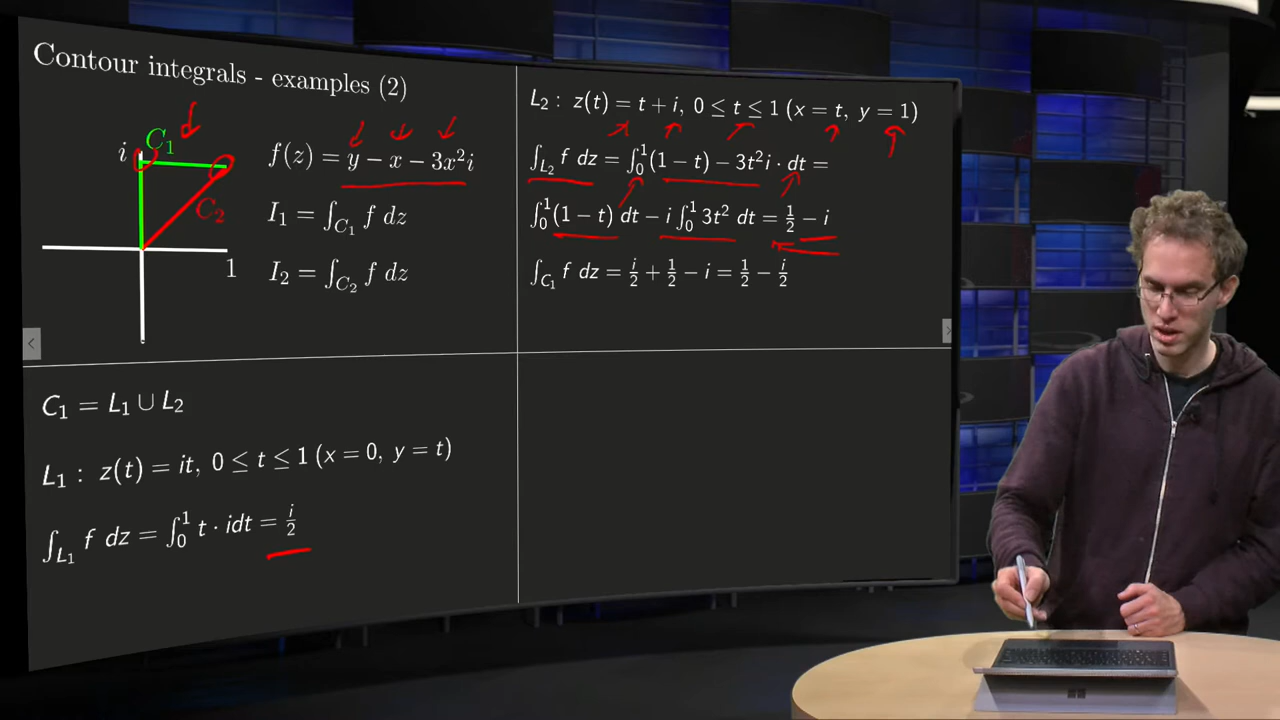 Contour integrals - examples (2)
i
C₁
C₂
1
f(z) = y − x − 3x²i
I₁ = ∫_{C₁} f dz
I₂ = ∫_{C₂} f dz
C₁ = L₁ ∪ L₂
L₁ : z(t) = it, 0 ≤ t ≤ 1 (x = 0, y = t)
∫_{L₁} f dz = ∫₀¹ t · idt = i/2
L₂ : z(t) = t + i, 0 ≤ t ≤ 1 (x = t, y = 1)
∫_{L₂} f dz = ∫₀¹(1 − t) − 3t²i · dt =
∫₀¹(1 − t) dt − i ∫₀¹ 3t² dt = 1/2 − i
∫_{C₁} f dz = i/2 + 1/2 − i = 1/2 − i/2